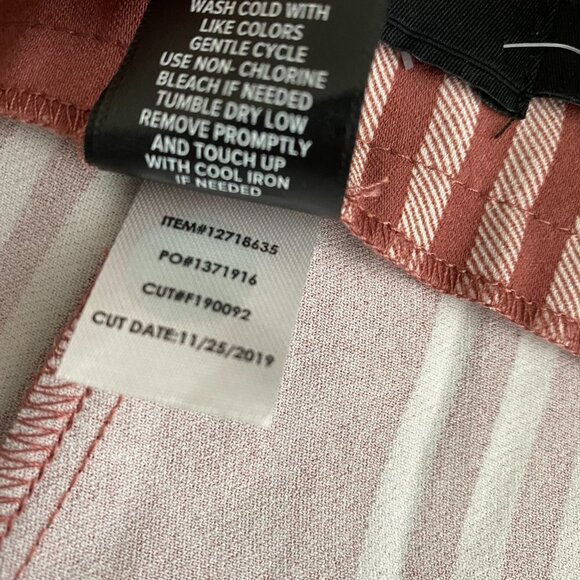 WASH COLD WITH
LIKE COLORS
GENTLE CYCLE
USE NON- CHLORINE
BLEACH IF NEEDED
TUMBLE DRY LOW
REMOVE PROMPTLY
AND TOUCH UP
WITH COOL IRON
IF NEEDED
ITEM#12718635
PO#1371916
CUT#F190092
CUT DATE:11/25/2019